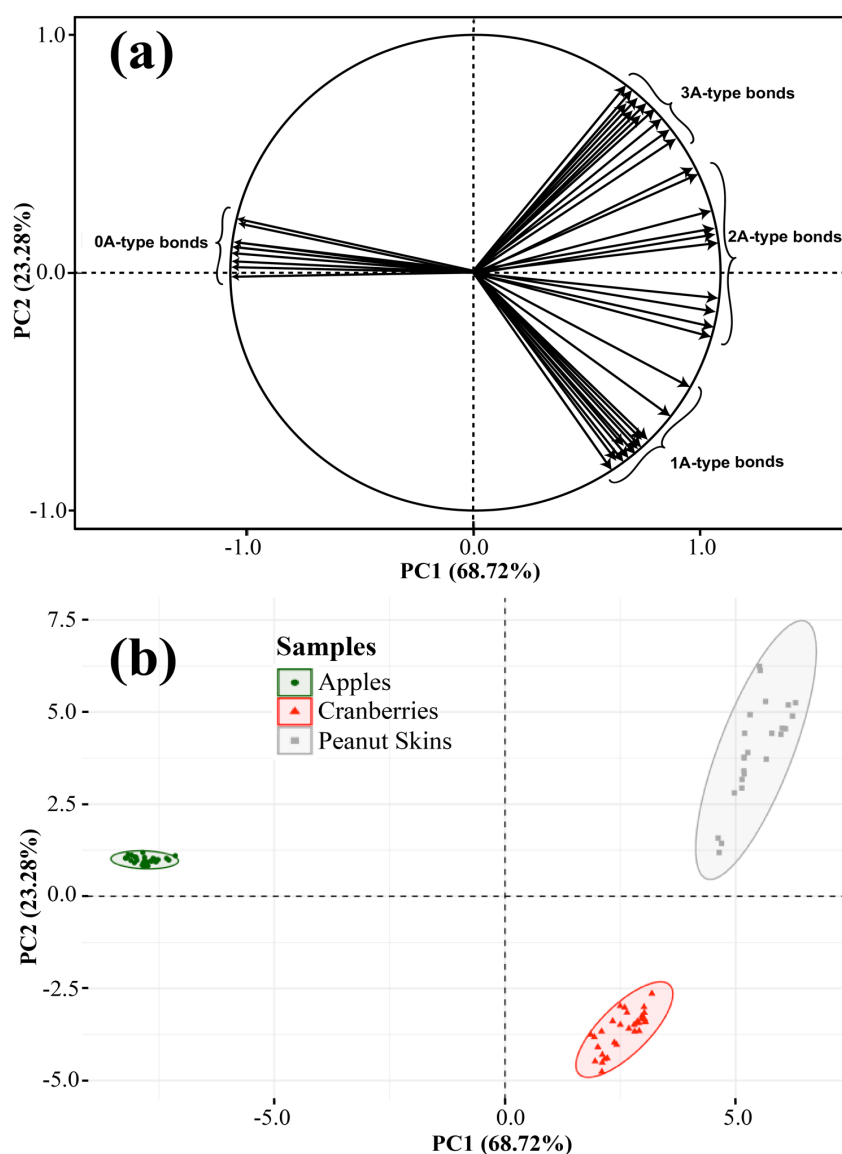 (a)
1.0
0.0
-1.0
PC2 (23.28%)
3A-type bonds
2A-type bonds
0A-type bonds
1A-type bonds
-1.0
0.0
1.0
PC1 (68.72%)
(b)
Samples
Apples
Cranberries
Peanut Skins
7.5
5.0
2.5
0.0
-2.5
-5.0
PC2 (23.28%)
-5.0
0.0
5.0
PC1 (68.72%)